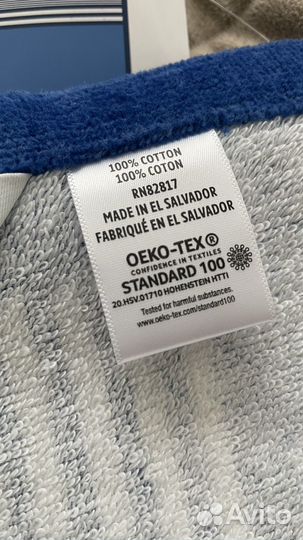 100% COTTON
100% COTON
RN82817
MADE IN EL SALVADOR
FABRIQUÉ EN EL SALVADOR
OEKO-TEX®
CONFIDENCE IN TEXTILES
STANDARD 100
20.HSV.01710 HOHENSTEIN HTTI
Tested for harmful substances.
www.oeko-tex.com/standard100
Avito